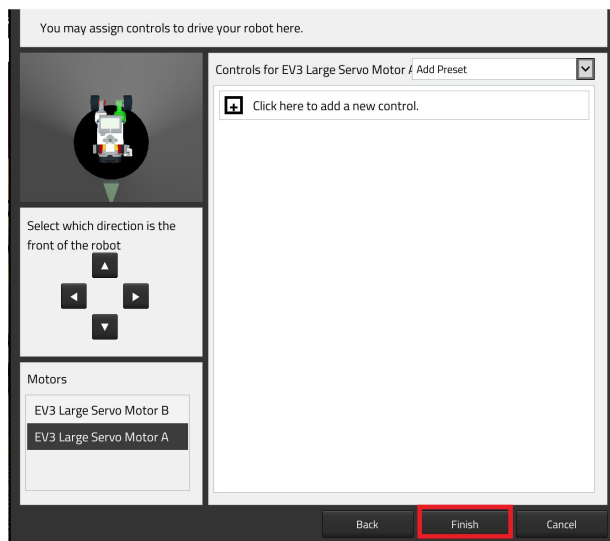 You may assign controls to drive your robot here.
Controls for EV3 Large Servo Motor A
Add Preset
Click here to add a new control.
Select which direction is the
front of the robot
Motors
EV3 Large Servo Motor B
EV3 Large Servo Motor A
Back
Finish
Cancel